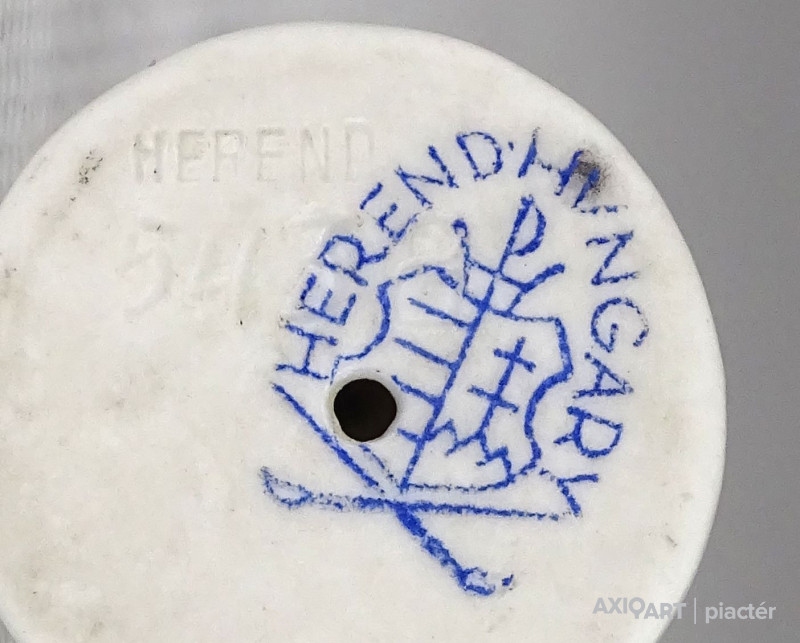 HEREND
HEREND·HUNGARY
AXIOART | piactér